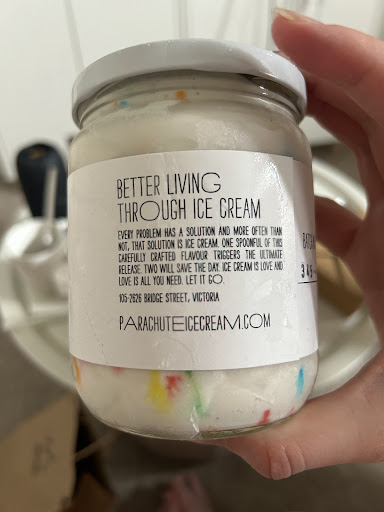 BETTER LIVING
THROUGH ICE CREAM
EVERY PROBLEM HAS A SOLUTION AND MORE OFTEN THAN
NOT, THAT SOLUTION IS ICE CREAM. ONE SPOONFUL OF THIS
CAREFULLY CRAFTED FLAVOUR TRIGGERS THE ULTIMATE
RELEASE. TWO WILL SAVE THE DAY. ICE CREAM IS LOVE AND
LOVE IS ALL YOU NEED. LET IT GO.
105-2626 BRIDGE STREET, VICTORIA
PARACHUTEICECREAM.COM